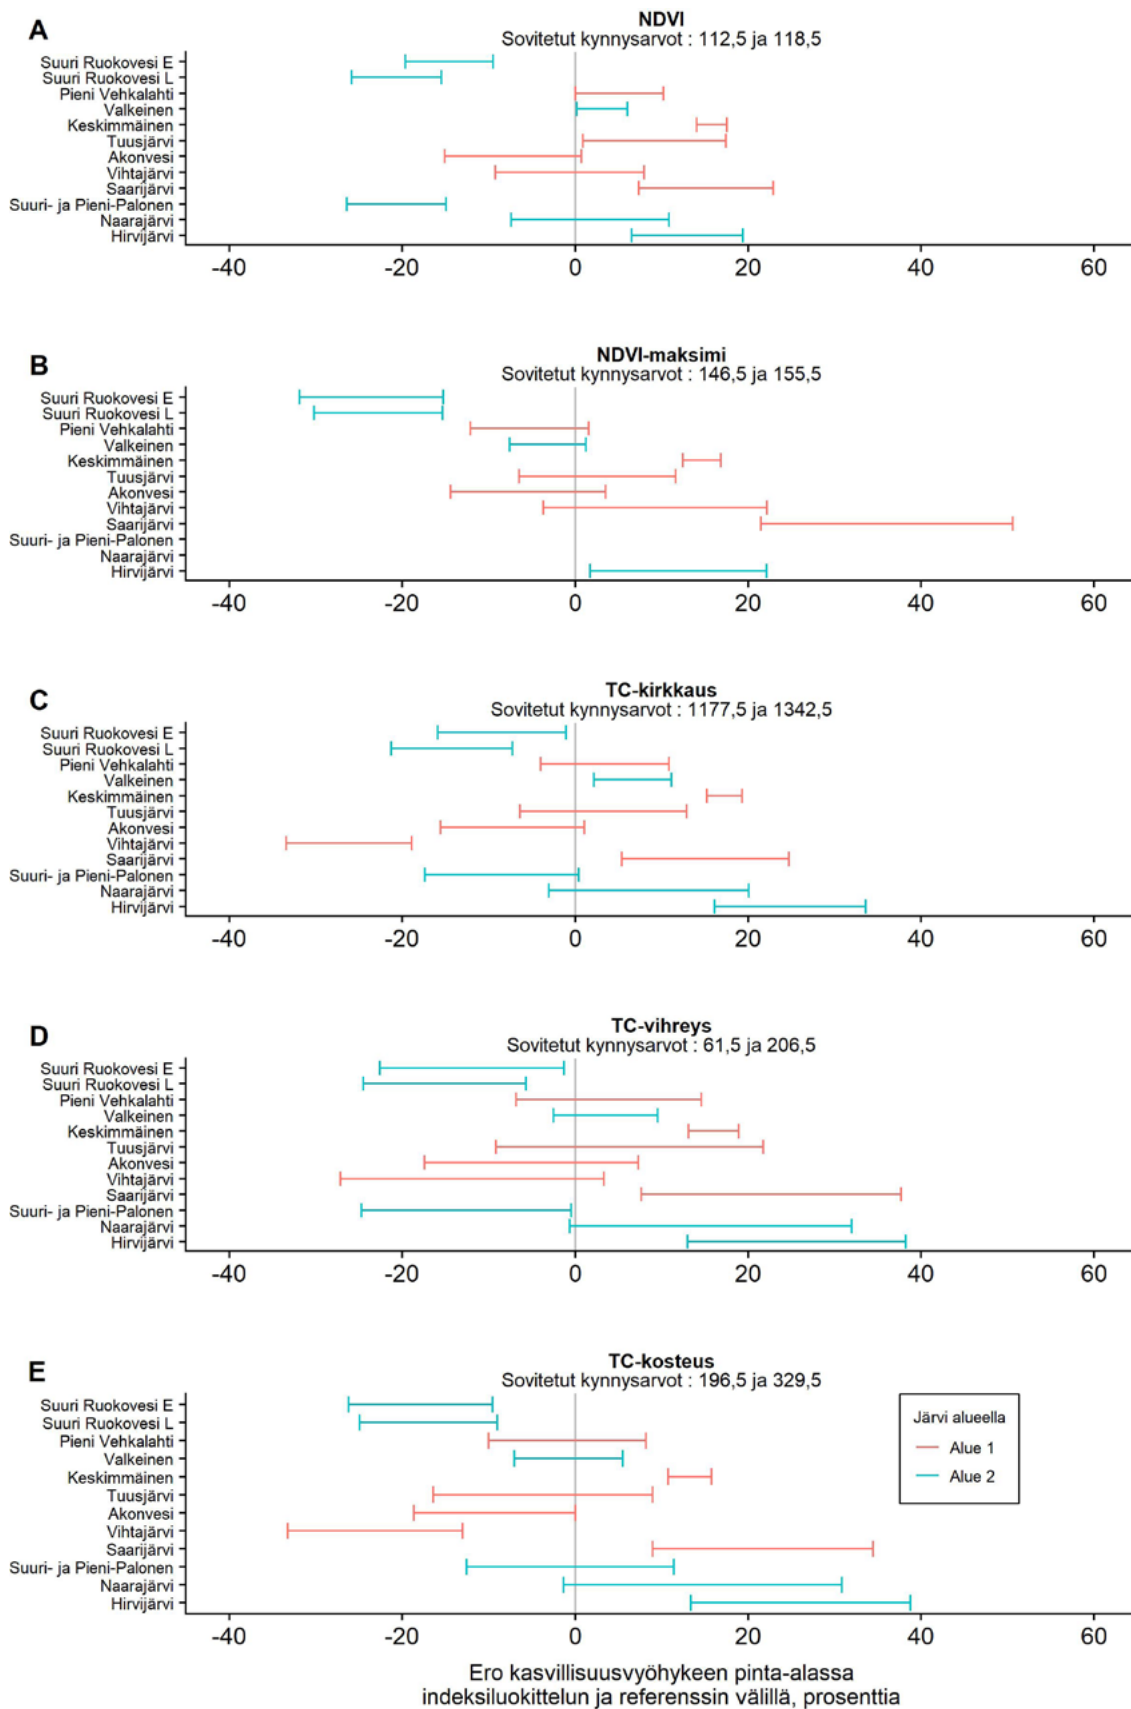 A
NDVI
Sovitetut kynnysarvot : 112,5 ja 118,5
Suuri Ruokovesi E
Suuri Ruokovesi L
Pieni Vehkalahti
Valkeinen
Keskimmäinen
Tuusjärvi
Akonvesi
Vihtajärvi
Saarijärvi
Suuri- ja Pieni-Palonen
Naarajärvi
Hirvijärvi
-40 -20 0 20 40 60
B
NDVI-maksimi
Sovitetut kynnysarvot : 146,5 ja 155,5
Suuri Ruokovesi E
Suuri Ruokovesi L
Pieni Vehkalahti
Valkeinen
Keskimmäinen
Tuusjärvi
Akonvesi
Vihtajärvi
Saarijärvi
Suuri- ja Pieni-Palonen
Naarajärvi
Hirvijärvi
-40 -20 0 20 40 60
C
TC-kirkkaus
Sovitetut kynnysarvot : 1177,5 ja 1342,5
Suuri Ruokovesi E
Suuri Ruokovesi L
Pieni Vehkalahti
Valkeinen
Keskimmäinen
Tuusjärvi
Akonvesi
Vihtajärvi
Saarijärvi
Suuri- ja Pieni-Palonen
Naarajärvi
Hirvijärvi
-40 -20 0 20 40 60
D
TC-vihreys
Sovitetut kynnysarvot : 61,5 ja 206,5
Suuri Ruokovesi E
Suuri Ruokovesi L
Pieni Vehkalahti
Valkeinen
Keskimmäinen
Tuusjärvi
Akonvesi
Vihtajärvi
Saarijärvi
Suuri- ja Pieni-Palonen
Naarajärvi
Hirvijärvi
-40 -20 0 20 40 60
E
TC-kosteus
Sovitetut kynnysarvot : 196,5 ja 329,5
Suuri Ruokovesi E
Suuri Ruokovesi L
Pieni Vehkalahti
Valkeinen
Keskimmäinen
Tuusjärvi
Akonvesi
Vihtajärvi
Saarijärvi
Suuri- ja Pieni-Palonen
Naarajärvi
Hirvijärvi
Järvi alueella
Alue 1
Alue 2
-40 -20 0 20 40 60
Ero kasvillisuusvyöhykeen pinta-alassa
indeksiluokittelun ja referenssin välillä, prosenttia